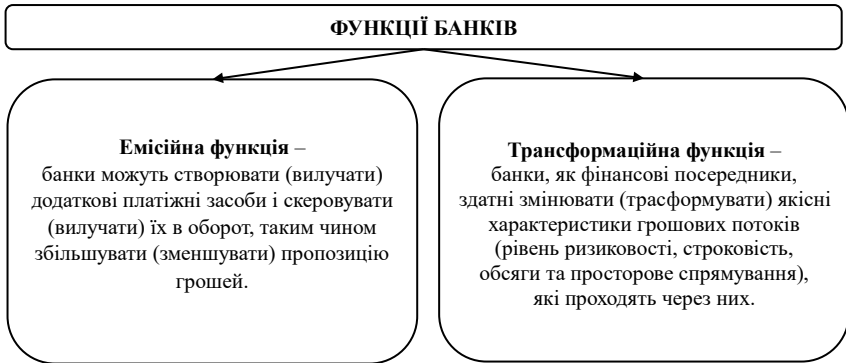 ФУНКЦІЇ БАНКІВ
Емісійна функція –
банки можуть створювати (вилучати)
додаткові платіжні засоби і скеровувати
(вилучати) їх в оборот, таким чином
збільшувати (зменшувати) пропозицію
грошей.
Трансформаційна функція –
банки, як фінансові посередники,
здатні змінювати (трасформувати) якісні
характеристики грошових потоків
(рівень ризиковості, строковість,
обсяги та просторове спрямування),
які проходять через них.